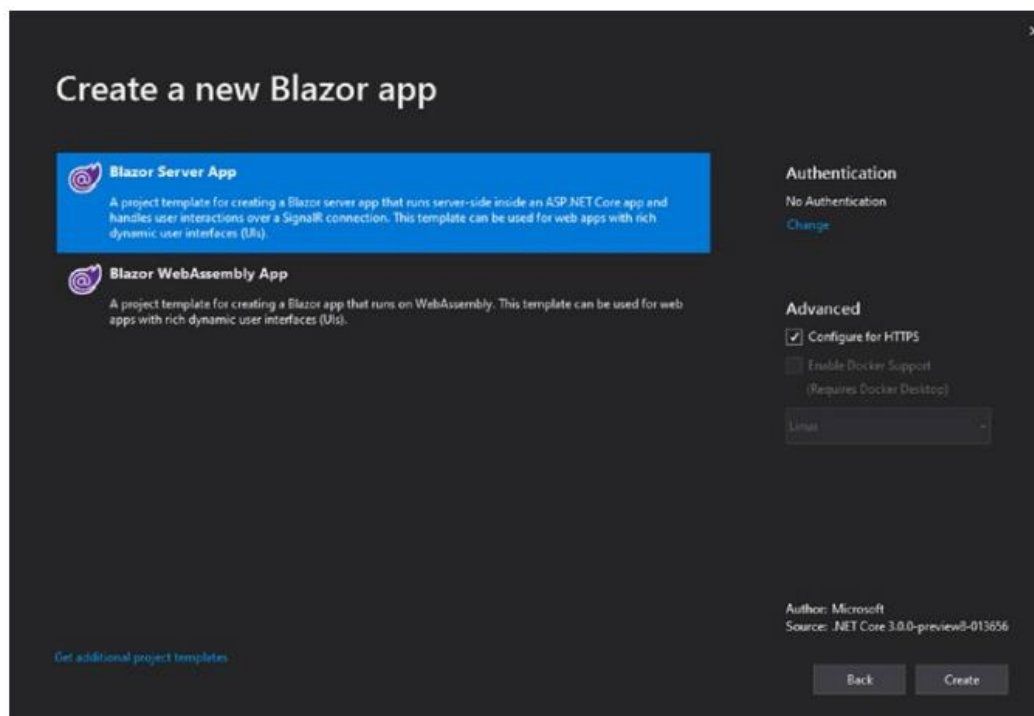 Create a new Blazor app
Blazor Server App
A project template for creating a Blazor server app that runs server-side inside an ASP.NET Core app and
handles user interactions over a SignalR connection. This template can be used for web apps with rich
dynamic user interfaces (UIs).
Blazor WebAssembly App
A project template for creating a Blazor app that runs on WebAssembly. This template can be used for web
apps with rich dynamic user interfaces (UIs).
Get additional project templates
Authentication
No Authentication
Change
Advanced
Configure for HTTPS
Enable Docker Support
(Requires Docker Desktop)
Linux
Author: Microsoft
Source: .NET Core 3.0.0-preview8-013656
Back
Create